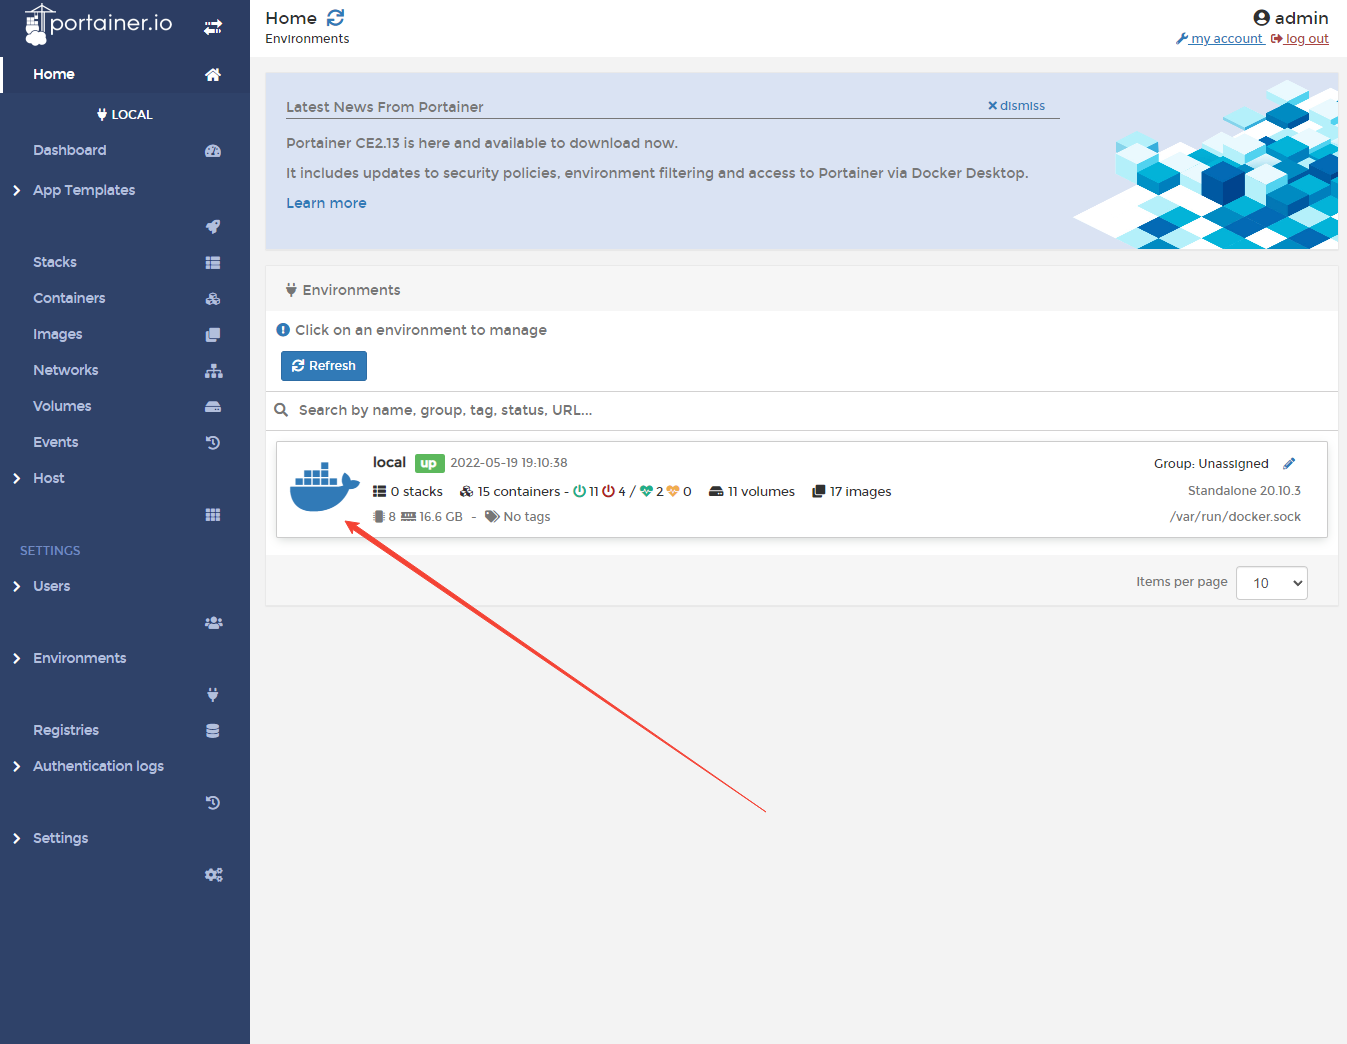 portainer.io
Home
LOCAL
Dashboard
App Templates
Stacks
Containers
Images
Networks
Volumes
Events
Host
SETTINGS
Users
Environments
Registries
Authentication logs
Settings
Home
Environments
admin
my account log out
Latest News From Portainer
dismiss
Portainer CE2.13 is here and available to download now.
It includes updates to security policies, environment filtering and access to Portainer via Docker Desktop.
Learn more
Environments
Click on an environment to manage
Refresh
Search by name, group, tag, status, URL...
local up 2022-05-19 19:10:38
Group: Unassigned
0 stacks 15 containers - 11 4 / 2 0 11 volumes 17 images
Standalone 20.10.3
8 16.6 GB - No tags
/var/run/docker.sock
Items per page 10